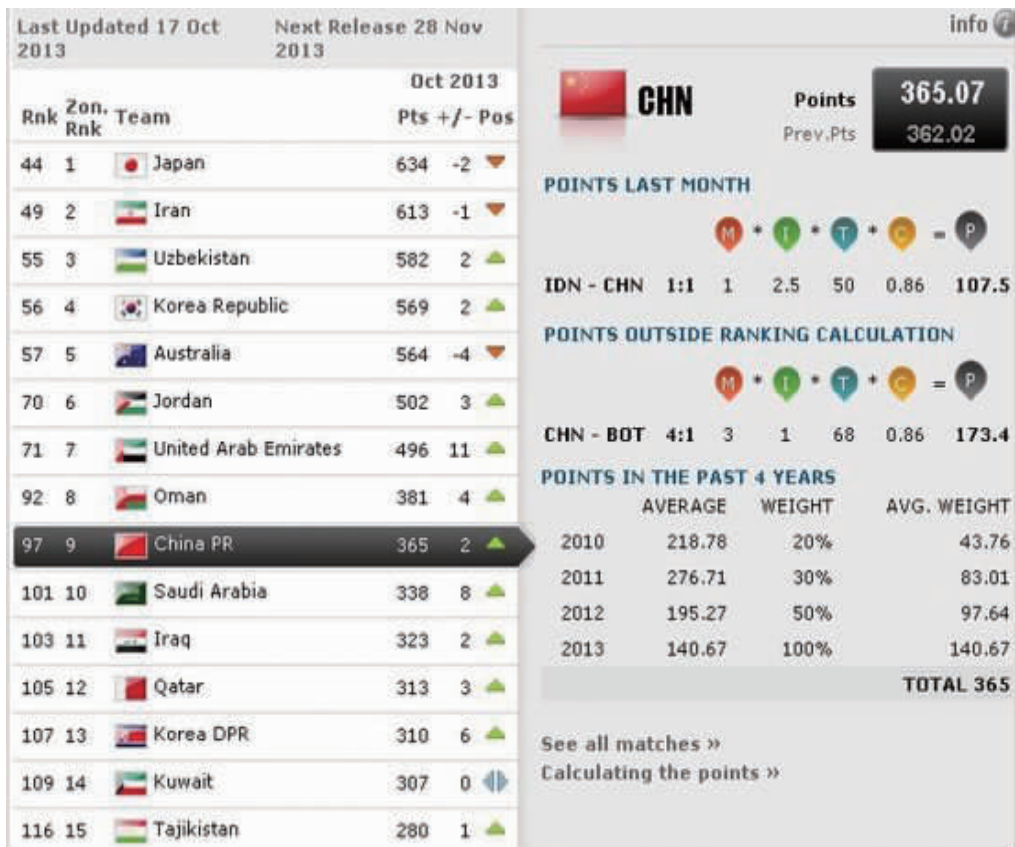 Last Updated 17 Oct 2013 Next Release 28 Nov 2013
Oct 2013
Rnk Zon. Rnk Team Pts +/- Pos
44 1 Japan 634 -2
49 2 Iran 613 -1
55 3 Uzbekistan 582 2
56 4 Korea Republic 569 2
57 5 Australia 564 -4
70 6 Jordan 502 3
71 7 United Arab Emirates 496 11
92 8 Oman 381 4
97 9 China PR 365 2
101 10 Saudi Arabia 338 8
103 11 Iraq 323 2
105 12 Qatar 313 3
107 13 Korea DPR 310 6
109 14 Kuwait 307 0
116 15 Tajikistan 280 1
info i
CHN Points 365.07
Prev.Pts 362.02
POINTS LAST MONTH
M * I * T * C = P
IDN - CHN 1:1 1 2.5 50 0.86 107.5
POINTS OUTSIDE RANKING CALCULATION
M * I * T * C = P
CHN - BOT 4:1 3 1 68 0.86 173.4
POINTS IN THE PAST 4 YEARS
AVERAGE WEIGHT AVG. WEIGHT
2010 218.78 20% 43.76
2011 276.71 30% 83.01
2012 195.27 50% 97.64
2013 140.67 100% 140.67
TOTAL 365
See all matches »
Calculating the points »